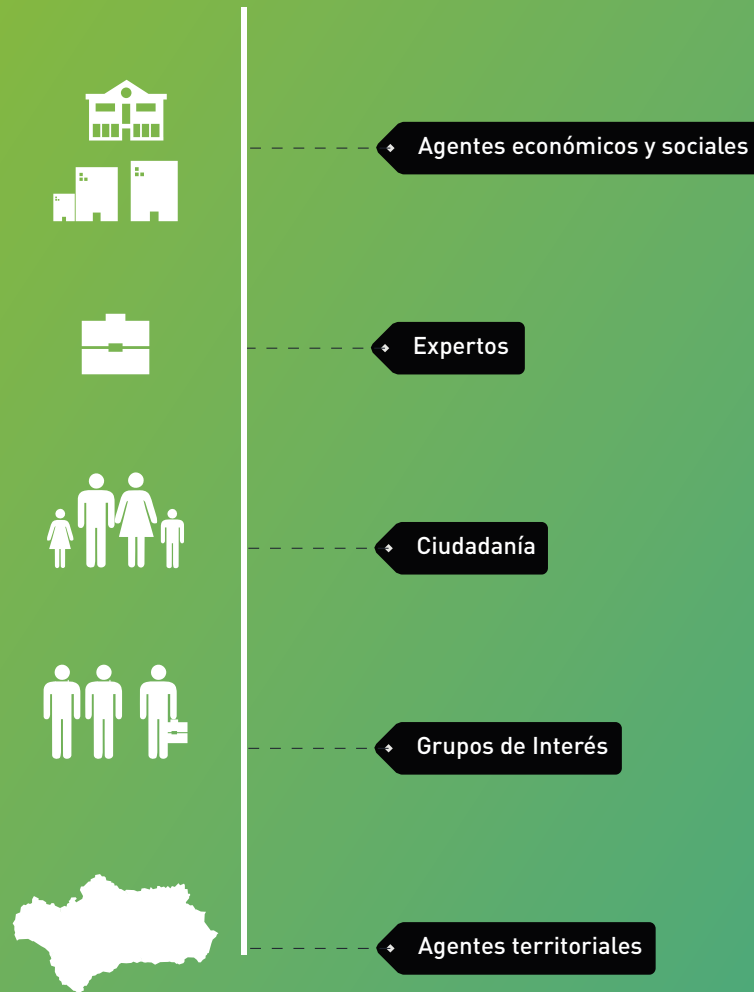 Agentes económicos y sociales
Expertos
Ciudadanía
Grupos de Interés
Agentes territoriales